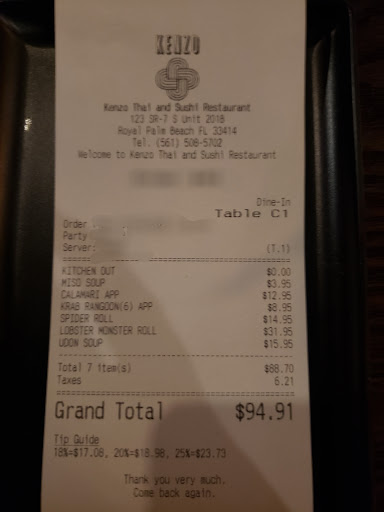 KENZO
Kenzo Thai and Sushi Restaurant
123 SR-7 S Unit 2018
Royal Palm Beach FL 33414
Tel. (561) 508-5702
Welcome to Kenzo Thai and Sushi Restaurant
Dine-In
Table C1
Order
Party
Server: (T.1)
KITCHEN OUT $0.00
MISO SOUP $3.95
CALAMARI APP $12.95
KRAB RANGOON(6) APP $8.95
SPIDER ROLL $14.95
LOBSTER MONSTER ROLL $31.95
UDON SOUP $15.95
Total 7 item(s) $88.70
Taxes 6.21
Grand Total $94.91
Tip Guide
18%=$17.08, 20%=$18.98, 25%=$23.73
Thank you very much.
Come back again.